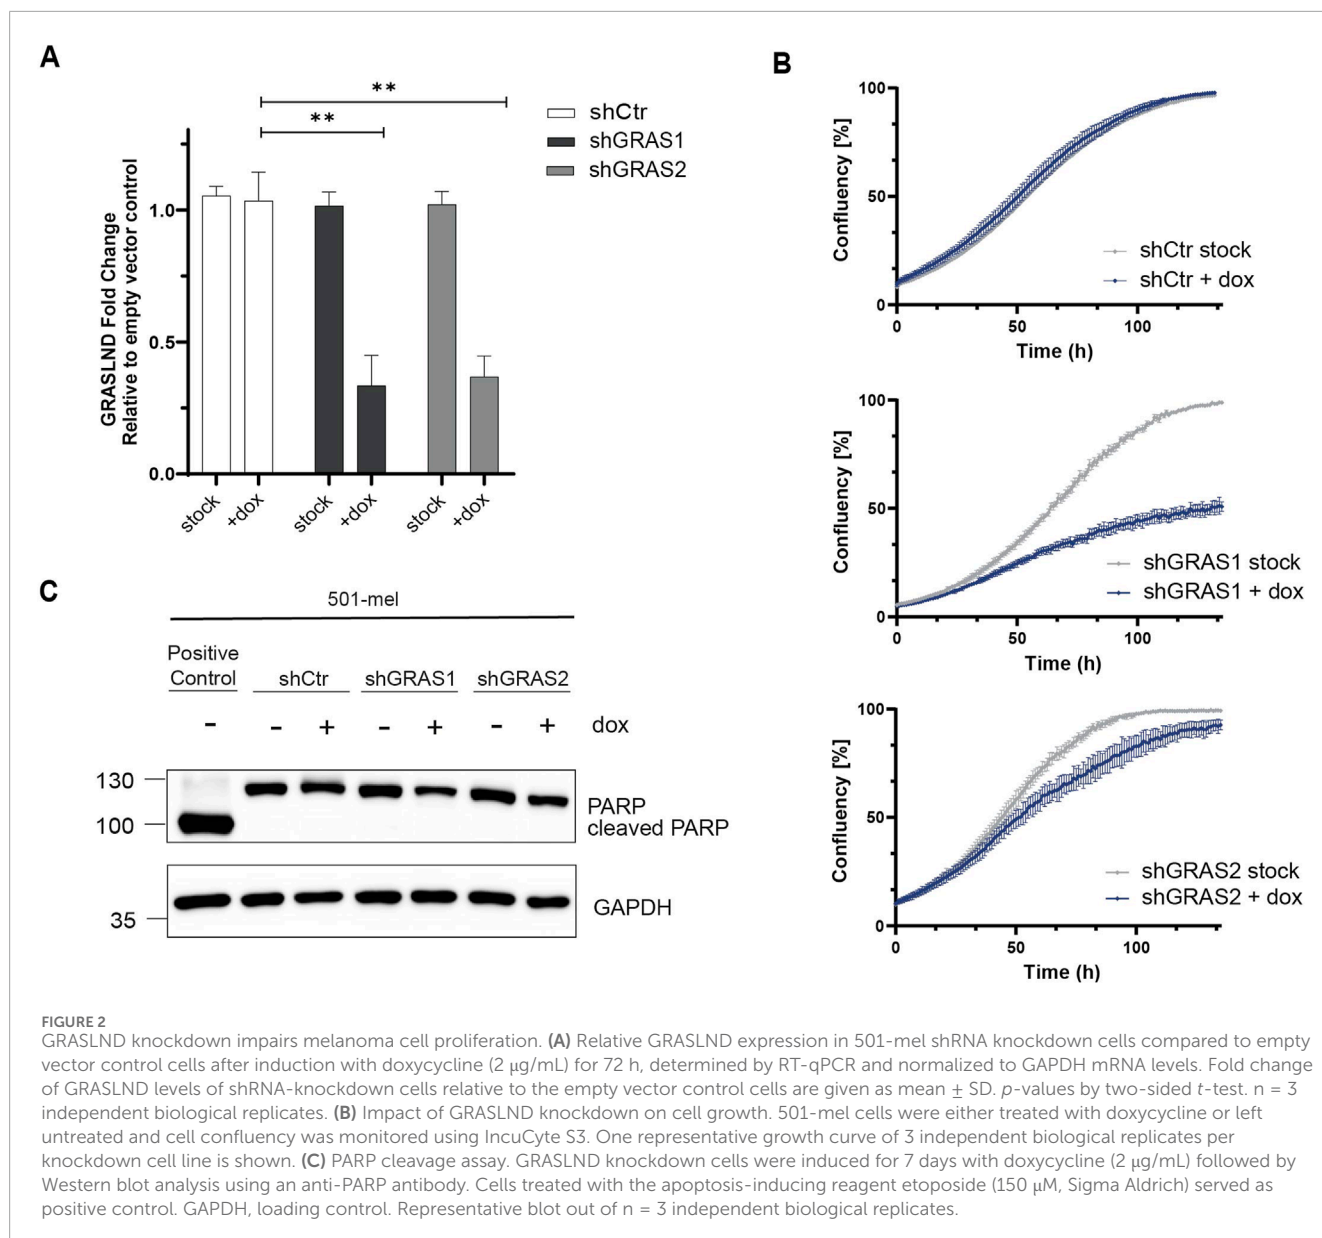 A
**
**
shCtr
shGRAS1
shGRAS2
GRASLND Fold Change
Relative to empty vector control
1.0
0.5
0.0
stock
+dox
stock
+dox
stock
+dox
B
Confluency [%]
100
50
0
0
50
100
Time (h)
shCtr stock
shCtr + dox
Confluency [%]
100
50
0
0
50
100
Time (h)
shGRAS1 stock
shGRAS1 + dox
Confluency [%]
100
50
0
0
50
100
Time (h)
shGRAS2 stock
shGRAS2 + dox
C
501-mel
Positive
Control
shCtr
shGRAS1
shGRAS2
- - + - + - + dox
130
100
PARP
cleaved PARP
35
GAPDH
FIGURE 2
GRASLND knockdown impairs melanoma cell proliferation. (A) Relative GRASLND expression in 501-mel shRNA knockdown cells compared to empty
vector control cells after induction with doxycycline (2 μg/mL) for 72 h, determined by RT-qPCR and normalized to GAPDH mRNA levels. Fold change
of GRASLND levels of shRNA-knockdown cells relative to the empty vector control cells are given as mean ± SD. p-values by two-sided t-test. n = 3
independent biological replicates. (B) Impact of GRASLND knockdown on cell growth. 501-mel cells were either treated with doxycycline or left
untreated and cell confluency was monitored using IncuCyte S3. One representative growth curve of 3 independent biological replicates per
knockdown cell line is shown. (C) PARP cleavage assay. GRASLND knockdown cells were induced for 7 days with doxycycline (2 μg/mL) followed by
Western blot analysis using an anti-PARP antibody. Cells treated with the apoptosis-inducing reagent etoposide (150 μM, Sigma Aldrich) served as
positive control. GAPDH, loading control. Representative blot out of n = 3 independent biological replicates.